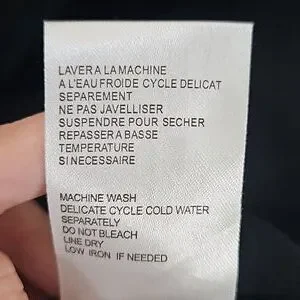 LAVER A LA MACHINE
A L'EAU FROIDE CYCLE DELICAT
SEPAREMENT
NE PAS JAVELLISER
SUSPENDRE POUR SECHER
REPASSER A BASSE
TEMPERATURE
SI NECESSAIRE
MACHINE WASH
DELICATE CYCLE COLD WATER
SEPARATELY
DO NOT BLEACH
LINE DRY
LOW IRON IF NEEDED